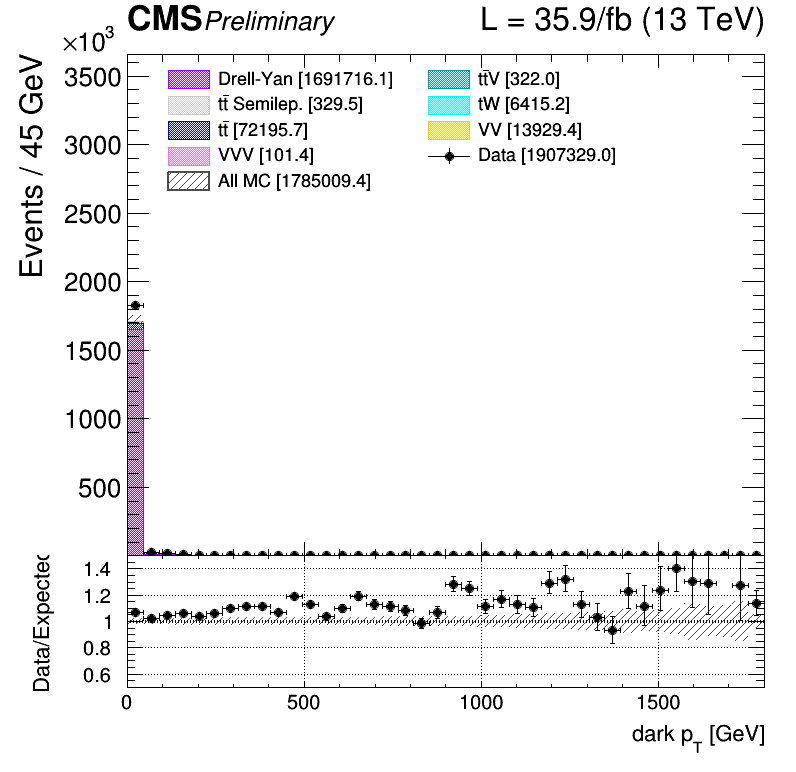 CMS Preliminary L = 35.9/fb (13 TeV)
×10³
Events / 45 GeV
3500
3000
2500
2000
1500
1000
500
Drell-Yan [1691716.1]
tt̄ Semilep. [329.5]
tt̄ [72195.7]
VVV [101.4]
All MC [1785009.4]
tt̄V [322.0]
tW [6415.2]
VV [13929.4]
Data [1907329.0]
Data/Expected
1.4
1.2
1
0.8
0.6
0 500 1000 1500
dark p_T [GeV]